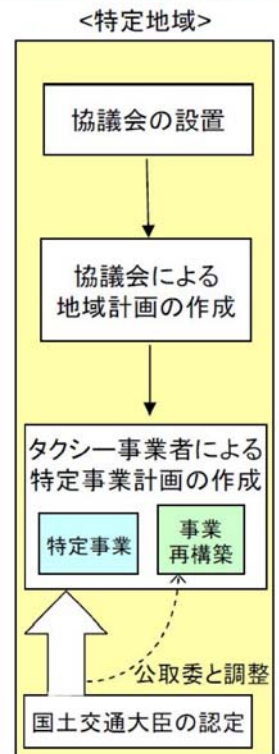 <特定地域>
協議会の設置
協議会による
地域計画の作成
タクシー事業者による
特定事業計画の作成
特定事業
事業
再構築
公取委と調整
国土交通大臣の認定